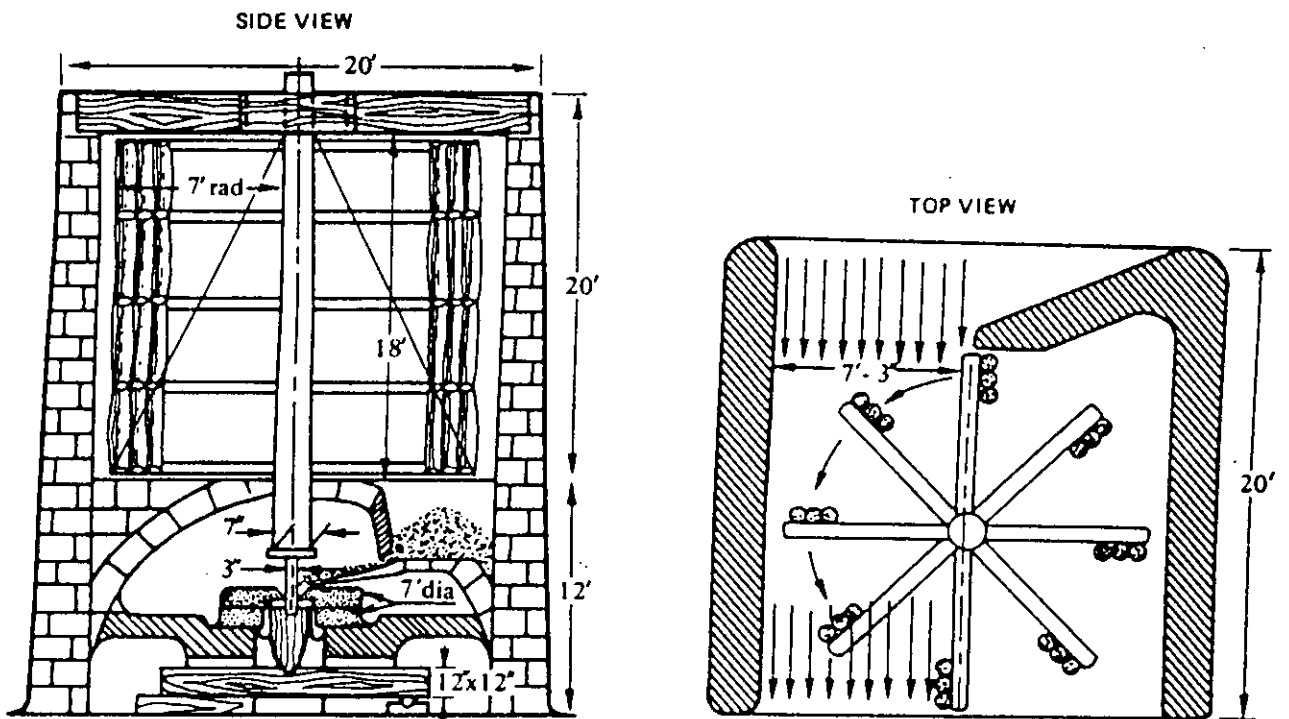 SIDE VIEW
20'
7' rad
20'
18'
7"
3"
7' dia
12'
12"x12"
TOP VIEW
7'- 3"
20'